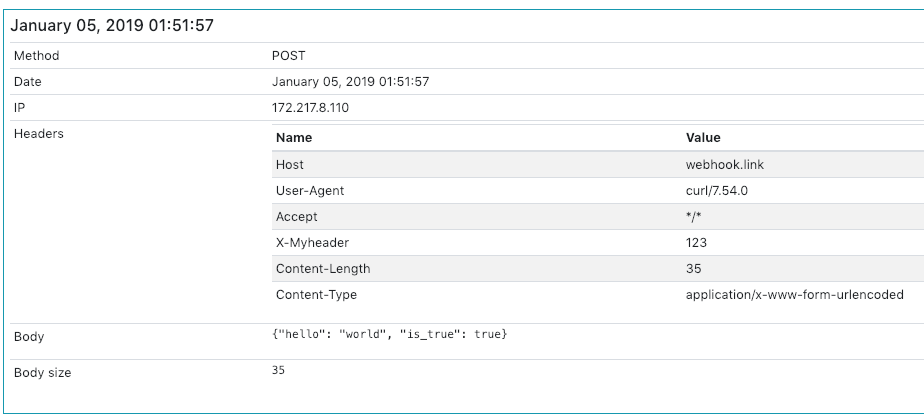 January 05, 2019 01:51:57
Method POST
Date January 05, 2019 01:51:57
IP 172.217.8.110
Headers Name Value
Host webhook.link
User-Agent curl/7.54.0
Accept */*
X-Myheader 123
Content-Length 35
Content-Type application/x-www-form-urlencoded
Body {"hello": "world", "is_true": true}
Body size 35